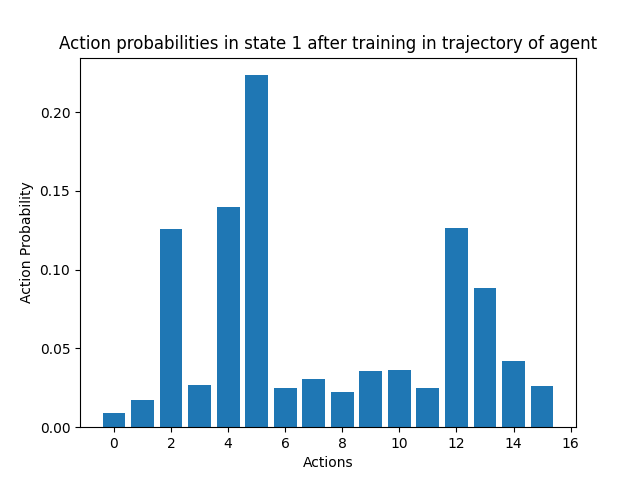 Action probabilities in state 1 after training in trajectory of agent
Action Probability
0.20
0.15
0.10
0.05
0.00
0 2 4 6 8 10 12 14 16
Actions